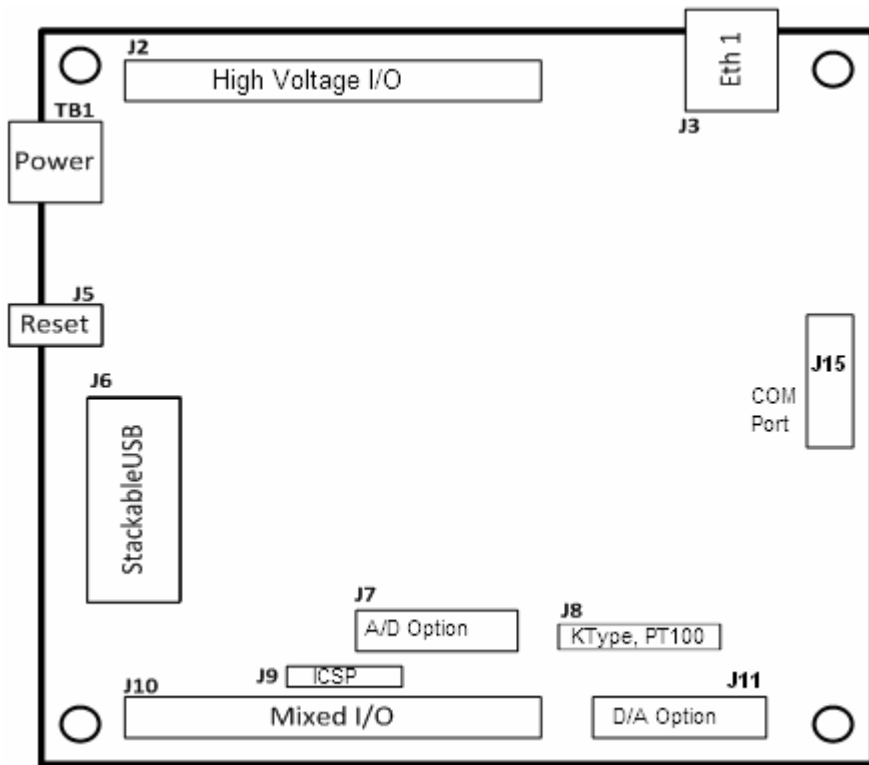 J2
High Voltage I/O
Eth 1
J3
TB1
Power
J5
Reset
J6
StackableUSB
J15
COM
Port
J7
A/D Option
J8
KType, PT100
J9
ICSP
J10
Mixed I/O
J11
D/A Option